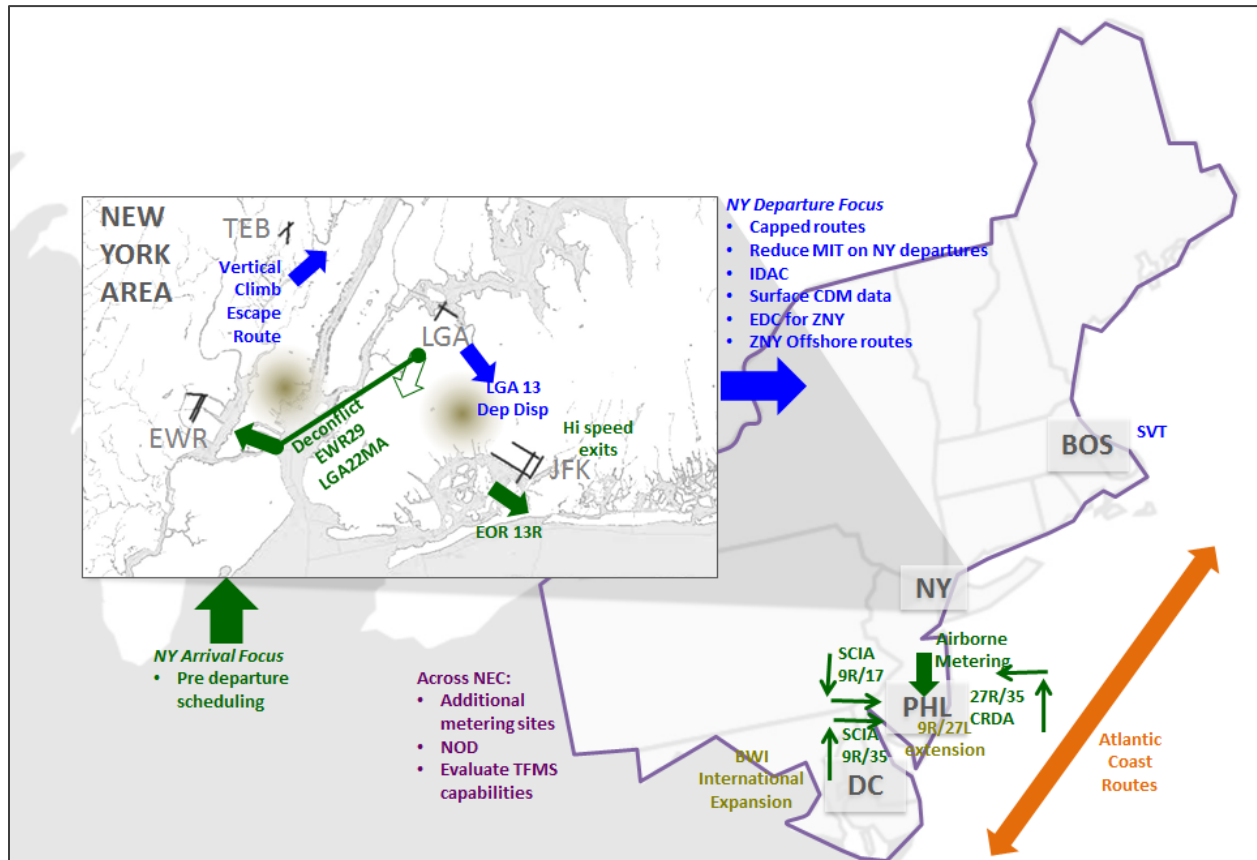 NEW
YORK
AREA
TEB
Vertical
Climb
Escape
Route
LGA
LGA 13
Dep Disp
EWR
Deconflict
EWR29
LGA22MA
Hi speed
exits
JFK
EOR 13R
NY Departure Focus
• Capped routes
• Reduce MIT on NY departures
• IDAC
• Surface CDM data
• EDC for ZNY
• ZNY Offshore routes
BOS
SVT
NY
NY Arrival Focus
• Pre departure
scheduling
Across NEC:
• Additional
metering sites
• NOD
• Evaluate TFMS
capabilities
SCIA
9R/17
Airborne
Metering
PHL
27R/35
CRDA
9R/27L
extension
SCIA
9R/35
BWI
International
Expansion
DC
Atlantic
Coast
Routes